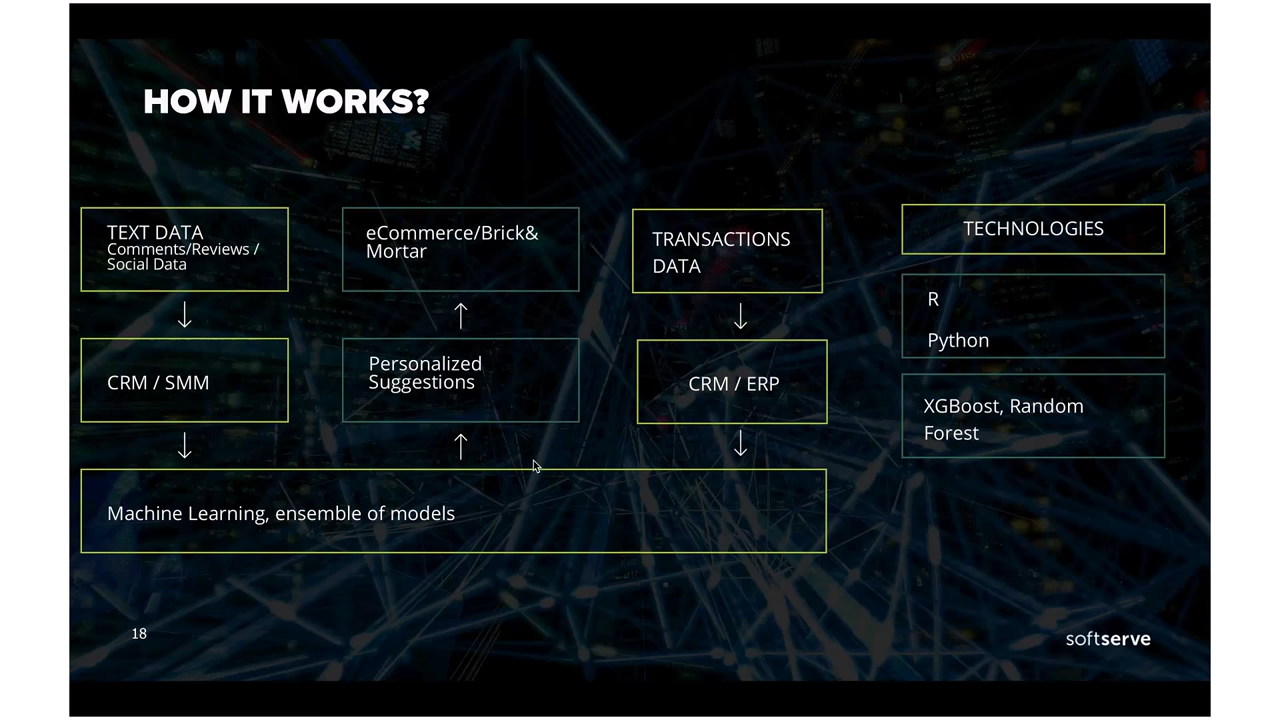 HOW IT WORKS?
TEXT DATA
Comments/Reviews /
Social Data
eCommerce/Brick&
Mortar
TRANSACTIONS
DATA
TECHNOLOGIES
R
Python
CRM / SMM
Personalized
Suggestions
CRM / ERP
XGBoost, Random
Forest
Machine Learning, ensemble of models
18
softserve